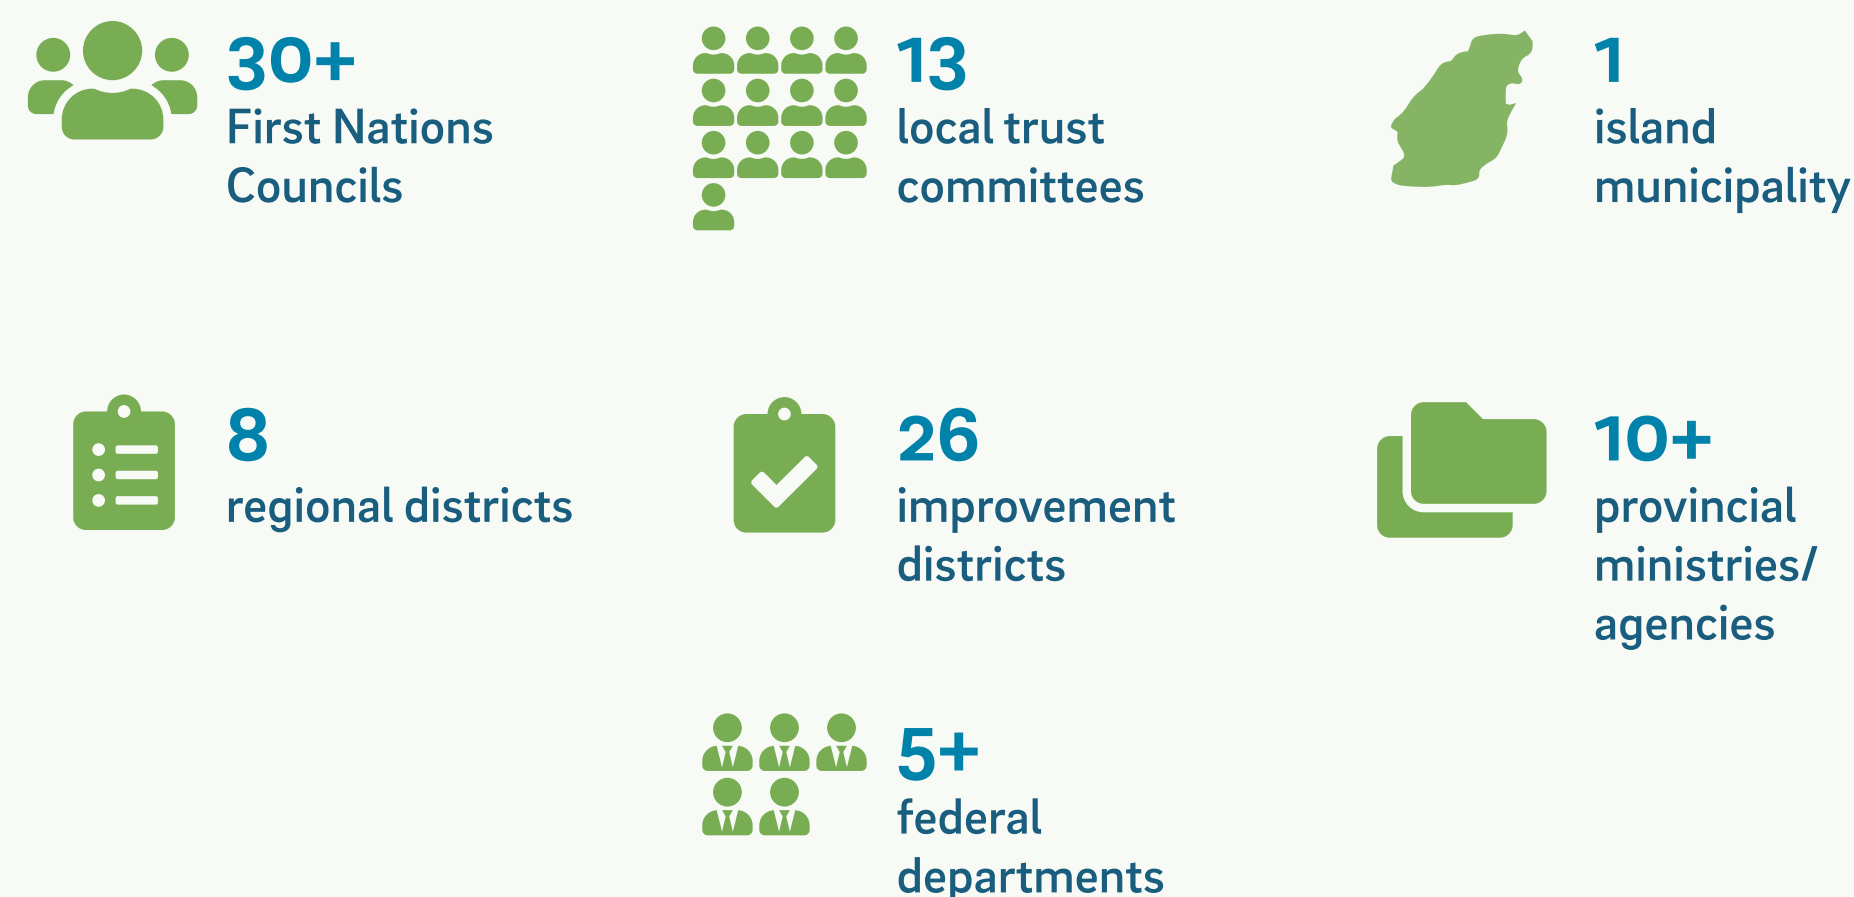 30+
First Nations
Councils
13
local trust
committees
1
island
municipality
8
regional districts
26
improvement
districts
10+
provincial
ministries/
agencies
5+
federal
departments